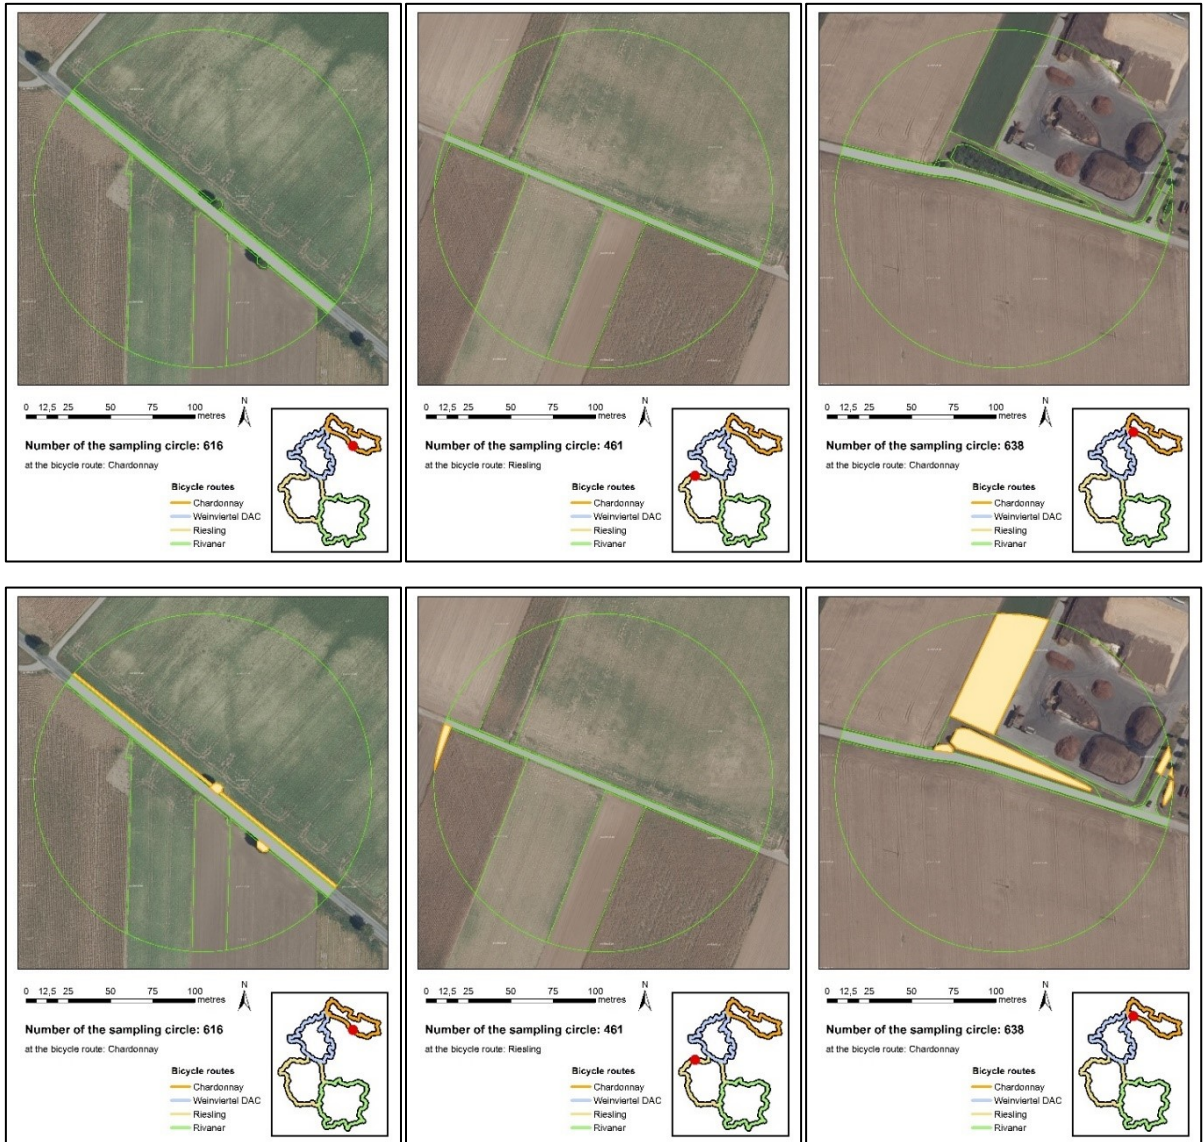 0 12,5 25 50 75 100 metres
N
Number of the sampling circle: 616
at the bicycle route: Chardonnay
Bicycle routes
Chardonnay
Weinviertel DAC
Riesling
Rivaner
0 12,5 25 50 75 100 metres
N
Number of the sampling circle: 461
at the bicycle route: Riesling
Bicycle routes
Chardonnay
Weinviertel DAC
Riesling
Rivaner
0 12,5 25 50 75 100 metres
N
Number of the sampling circle: 638
at the bicycle route: Chardonnay
Bicycle routes
Chardonnay
Weinviertel DAC
Riesling
Rivaner
0 12,5 25 50 75 100 metres
N
Number of the sampling circle: 616
at the bicycle route: Chardonnay
Bicycle routes
Chardonnay
Weinviertel DAC
Riesling
Rivaner
0 12,5 25 50 75 100 metres
N
Number of the sampling circle: 461
at the bicycle route: Riesling
Bicycle routes
Chardonnay
Weinviertel DAC
Riesling
Rivaner
0 12,5 25 50 75 100 metres
N
Number of the sampling circle: 638
at the bicycle route: Chardonnay
Bicycle routes
Chardonnay
Weinviertel DAC
Riesling
Rivaner